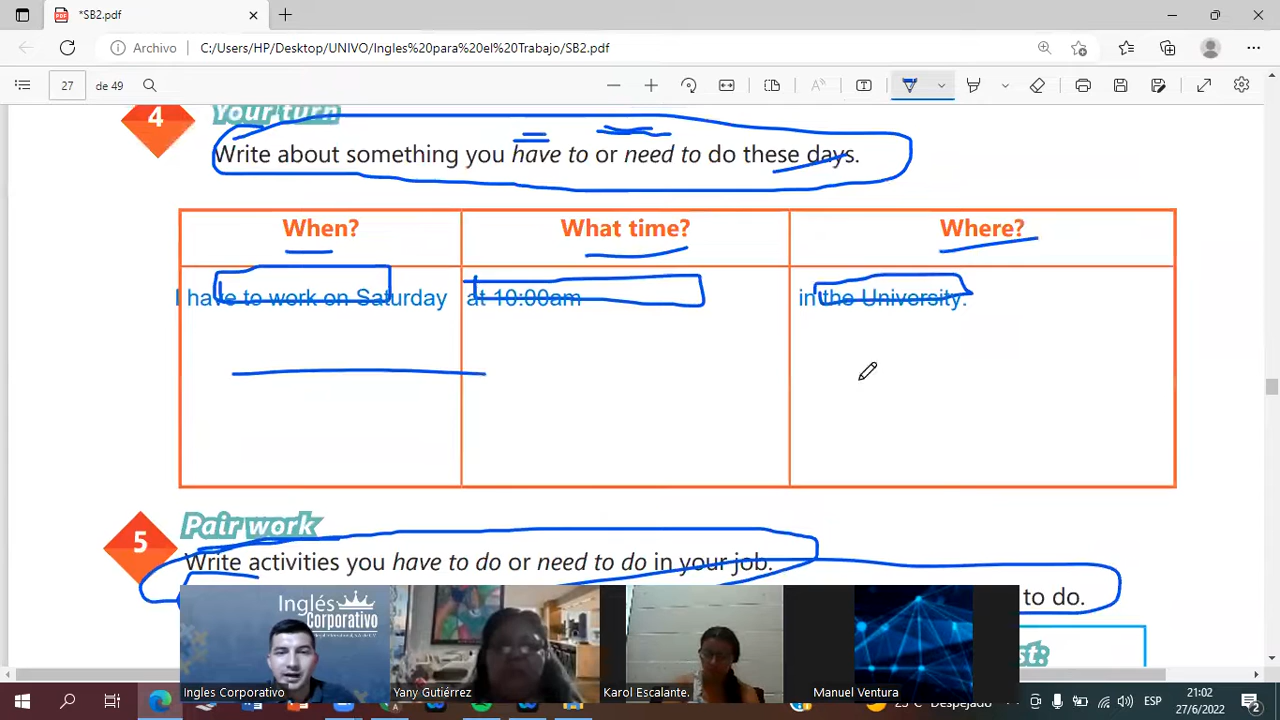 *SB2.pdf
Archivo C:/Users/HP/Desktop/UNIVO/Ingles%20para%20el%20Trabajo/SB2.pdf
27 de 49
4 Your turn
Write about something you have to or need to do these days.
When? What time? Where?
I have to work on Saturday at 10:00am in the University.
5 Pair work
Write activities you have to do or need to do in your job.
to do.
st:
Inglés
Corporativo
Ingles Corporativo Yany Gutiérrez Karol Escalante. Manuel Ventura
23°C Despejado ESP 21:02
27/6/2022 2